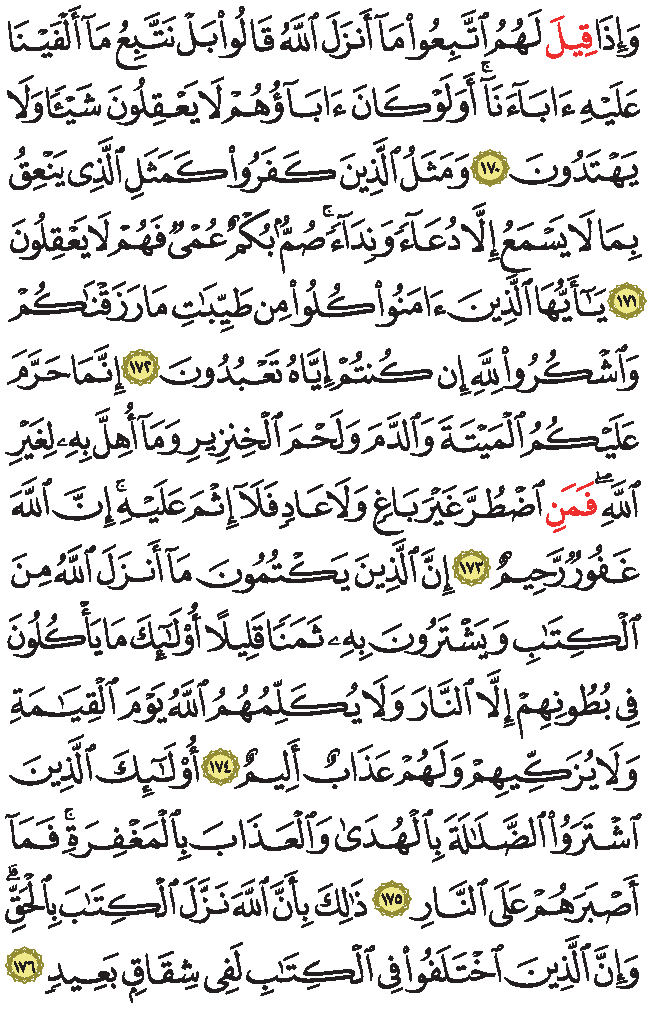 وَإِذَا قِيلَ لَهُمُ ٱتَّبِعُوا۟ مَآ أَنزَلَ ٱللَّهُ قَالُوا۟ بَلْ نَتَّبِعُ مَآ أَلْفَيْنَا
عَلَيْهِ ءَابَآءَنَآ ۚ أَوَلَوْ كَانَ ءَابَآؤُهُمْ لَا يَعْقِلُونَ شَيْـًٔا وَلَا
يَهْتَدُونَ ١٧٠ وَمَثَلُ ٱلَّذِينَ كَفَرُوا۟ كَمَثَلِ ٱلَّذِى يَنْعِقُ
بِمَا لَا يَسْمَعُ إِلَّا دُعَآءً وَنِدَآءً ۚ صُمٌّۢ بُكْمٌ عُمْىٌ فَهُمْ لَا يَعْقِلُونَ
١٧١ يَـٰٓأَيُّهَا ٱلَّذِينَ ءَامَنُوا۟ كُلُوا۟ مِن طَيِّبَـٰتِ مَا رَزَقْنَـٰكُمْ
وَٱشْكُرُوا۟ لِلَّهِ إِن كُنتُمْ إِيَّاهُ تَعْبُدُونَ ١٧٢ إِنَّمَا حَرَّمَ
عَلَيْكُمُ ٱلْمَيْتَةَ وَٱلدَّمَ وَلَحْمَ ٱلْخِنزِيرِ وَمَآ أُهِلَّ بِهِۦ لِغَيْرِ
ٱللَّهِ ۖ فَمَنِ ٱضْطُرَّ غَيْرَ بَاغٍ وَلَا عَادٍ فَلَآ إِثْمَ عَلَيْهِ ۚ إِنَّ ٱللَّهَ
غَفُورٌ رَّحِيمٌ ١٧٣ إِنَّ ٱلَّذِينَ يَكْتُمُونَ مَآ أَنزَلَ ٱللَّهُ مِنَ
ٱلْكِتَـٰبِ وَيَشْتَرُونَ بِهِۦ ثَمَنًا قَلِيلًا أُو۟لَـٰٓئِكَ مَا يَأْكُلُونَ
فِى بُطُونِهِمْ إِلَّا ٱلنَّارَ وَلَا يُكَلِّمُهُمُ ٱللَّهُ يَوْمَ ٱلْقِيَـٰمَةِ
وَلَا يُزَكِّيهِمْ وَلَهُمْ عَذَابٌ أَلِيمٌ ١٧٤ أُو۟لَـٰٓئِكَ ٱلَّذِينَ
ٱشْتَرَوُا۟ ٱلضَّلَـٰلَةَ بِٱلْهُدَىٰ وَٱلْعَذَابَ بِٱلْمَغْفِرَةِ ۚ فَمَآ
أَصْبَرَهُمْ عَلَى ٱلنَّارِ ١٧٥ ذَٰلِكَ بِأَنَّ ٱللَّهَ نَزَّلَ ٱلْكِتَـٰبَ بِٱلْحَقِّ ۗ
وَإِنَّ ٱلَّذِينَ ٱخْتَلَفُوا۟ فِى ٱلْكِتَـٰبِ لَفِى شِقَاقٍۭ بَعِيدٍ ١٧٦